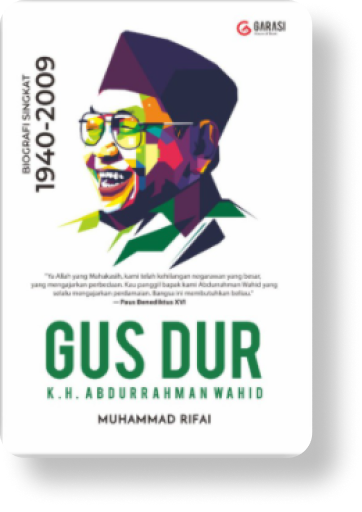 GARASI
BIOGRAFI SINGKAT
1940-2009
"Ya Allah yang Mahakasih, kami telah kehilangan negarawan yang besar,
yang mengajarkan perbedaan. Kau panggil bapak kami Abdurrahman Wahid yang
selalu mengajarkan perdamaian. Bangsa ini membutuhkan beliau."
— Paus Benediktus XVI
GUS DUR
K.H. ABDURRAHMAN WAHID
MUHAMMAD RIFAI